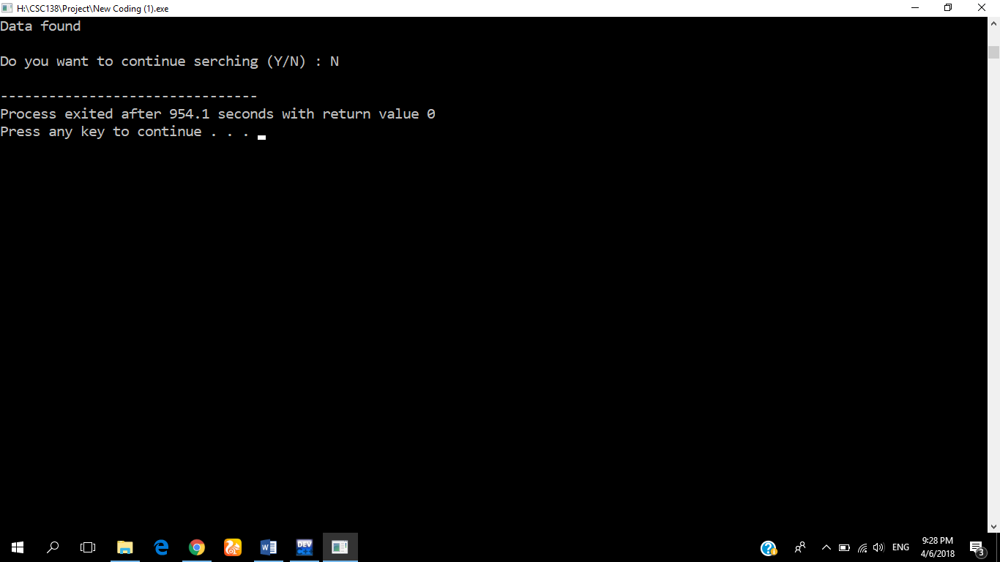 H:\CSC138\Project\New Coding (1).exe
Data found
Do you want to continue serching (Y/N) : N
--------------------------------
Process exited after 954.1 seconds with return value 0
Press any key to continue . . .
DEV
C++
ENG
9:28 PM
4/6/2018
3